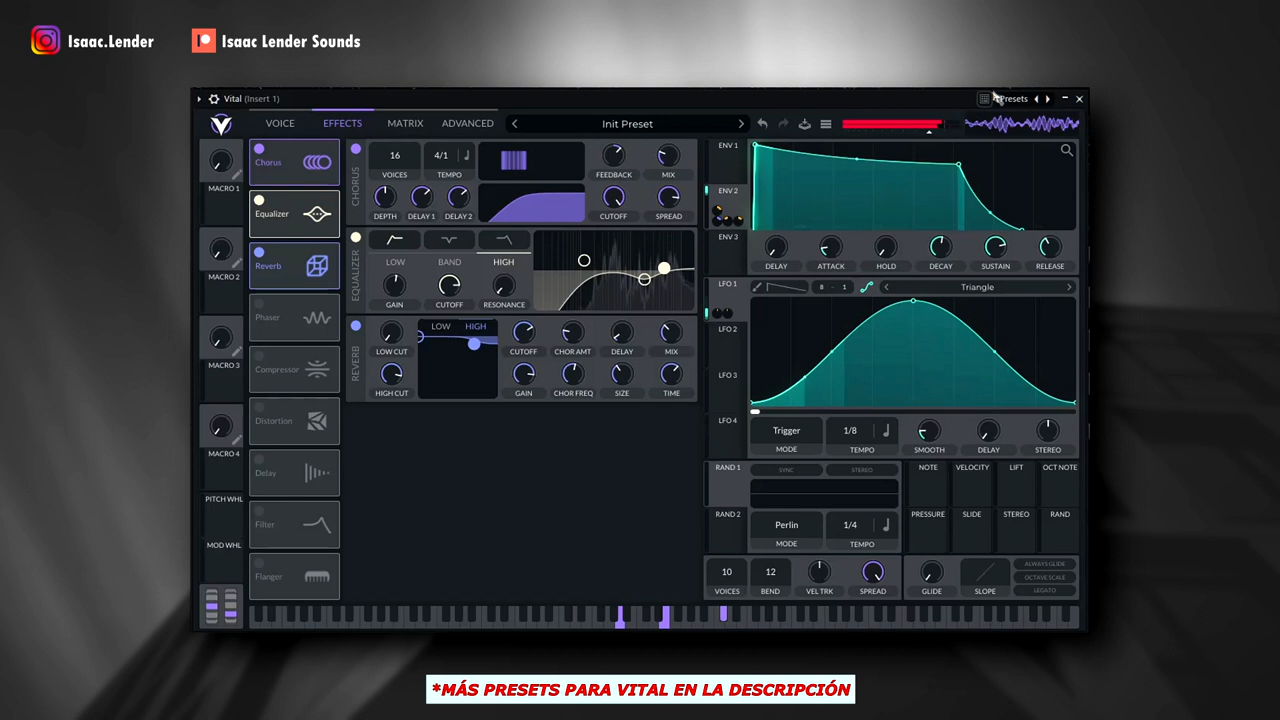 Isaac.Lender
Isaac Lender Sounds
Vital (Insert 1)
Presets
VOICE
EFFECTS
MATRIX
ADVANCED
Init Preset
MACRO 1
MACRO 2
MACRO 3
MACRO 4
PITCH WHL
MOD WHL
Chorus
Equalizer
Reverb
Phaser
Compressor
Distortion
Delay
Filter
Flanger
CHORUS
16
VOICES
4/1
TEMPO
FEEDBACK
MIX
DEPTH
DELAY 1
DELAY 2
CUTOFF
SPREAD
EQUALIZER
LOW
BAND
HIGH
GAIN
CUTOFF
RESONANCE
REVERB
LOW CUT
HIGH CUT
LOW
HIGH
CUTOFF
CHOR AMT
DELAY
MIX
GAIN
CHOR FREQ
SIZE
TIME
ENV 1
ENV 2
ENV 3
DELAY
ATTACK
HOLD
DECAY
SUSTAIN
RELEASE
LFO 1
LFO 2
LFO 3
LFO 4
8 - 1
Triangle
Trigger
MODE
1/8
TEMPO
SMOOTH
DELAY
STEREO
RAND 1
RAND 2
SYNC
STEREO
Perlin
MODE
1/4
TEMPO
NOTE
VELOCITY
LIFT
OCT NOTE
PRESSURE
SLIDE
STEREO
RAND
10
VOICES
12
BEND
VEL TRK
SPREAD
GLIDE
SLOPE
ALWAYS GLIDE
OCTAVE SCALE
LEGATO
*MÁS PRESETS PARA VITAL EN LA DESCRIPCIÓN